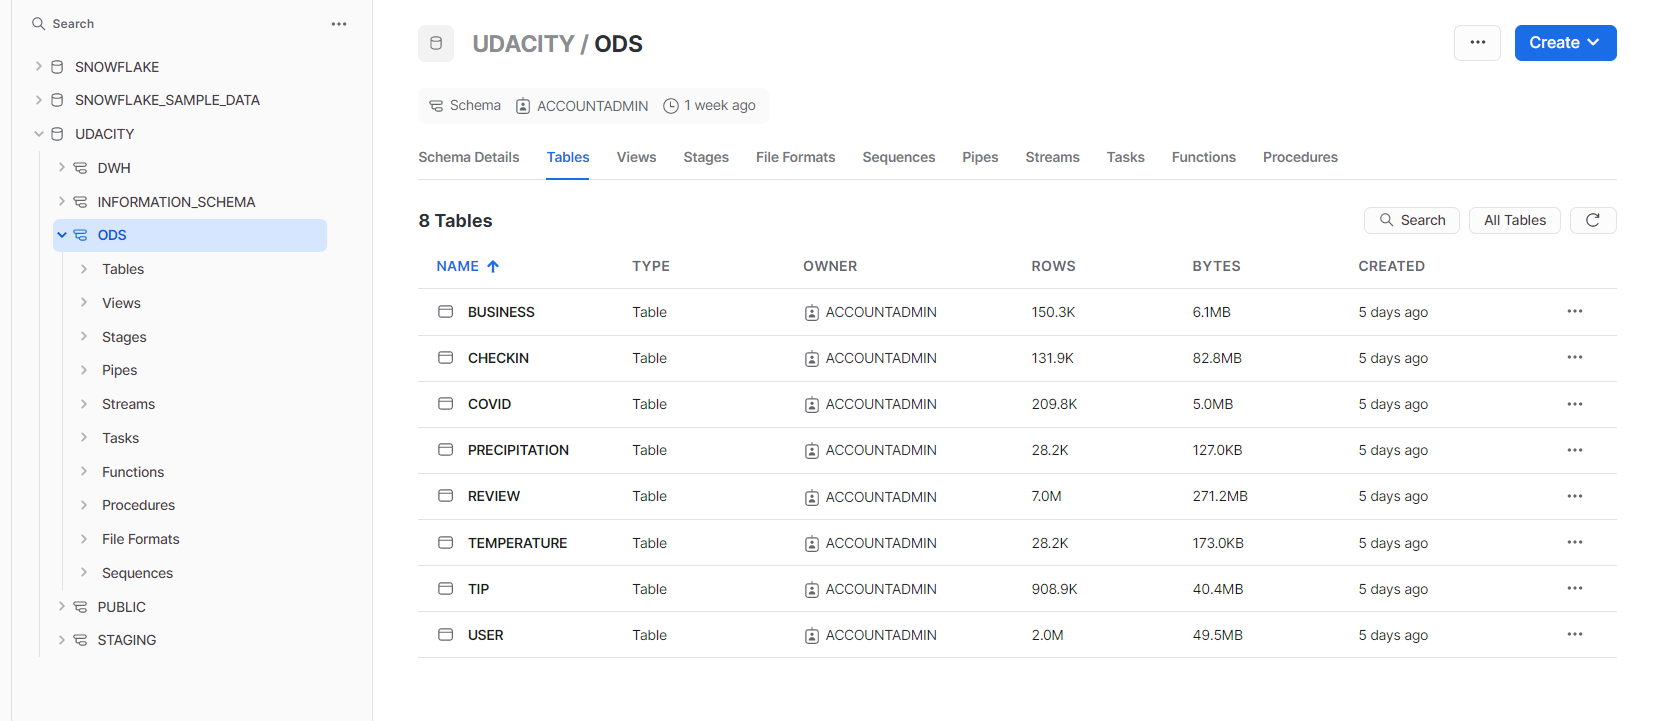 Search
SNOWFLAKE
SNOWFLAKE_SAMPLE_DATA
UDACITY
DWH
INFORMATION_SCHEMA
ODS
Tables
Views
Stages
Pipes
Streams
Tasks
Functions
Procedures
File Formats
Sequences
PUBLIC
STAGING
UDACITY / ODS
Create
Schema ACCOUNTADMIN 1 week ago
Schema Details Tables Views Stages File Formats Sequences Pipes Streams Tasks Functions Procedures
8 Tables Search All Tables
NAME TYPE OWNER ROWS BYTES CREATED
BUSINESS Table ACCOUNTADMIN 150.3K 6.1MB 5 days ago
CHECKIN Table ACCOUNTADMIN 131.9K 82.8MB 5 days ago
COVID Table ACCOUNTADMIN 209.8K 5.0MB 5 days ago
PRECIPITATION Table ACCOUNTADMIN 28.2K 127.0KB 5 days ago
REVIEW Table ACCOUNTADMIN 7.0M 271.2MB 5 days ago
TEMPERATURE Table ACCOUNTADMIN 28.2K 173.0KB 5 days ago
TIP Table ACCOUNTADMIN 908.9K 40.4MB 5 days ago
USER Table ACCOUNTADMIN 2.0M 49.5MB 5 days ago